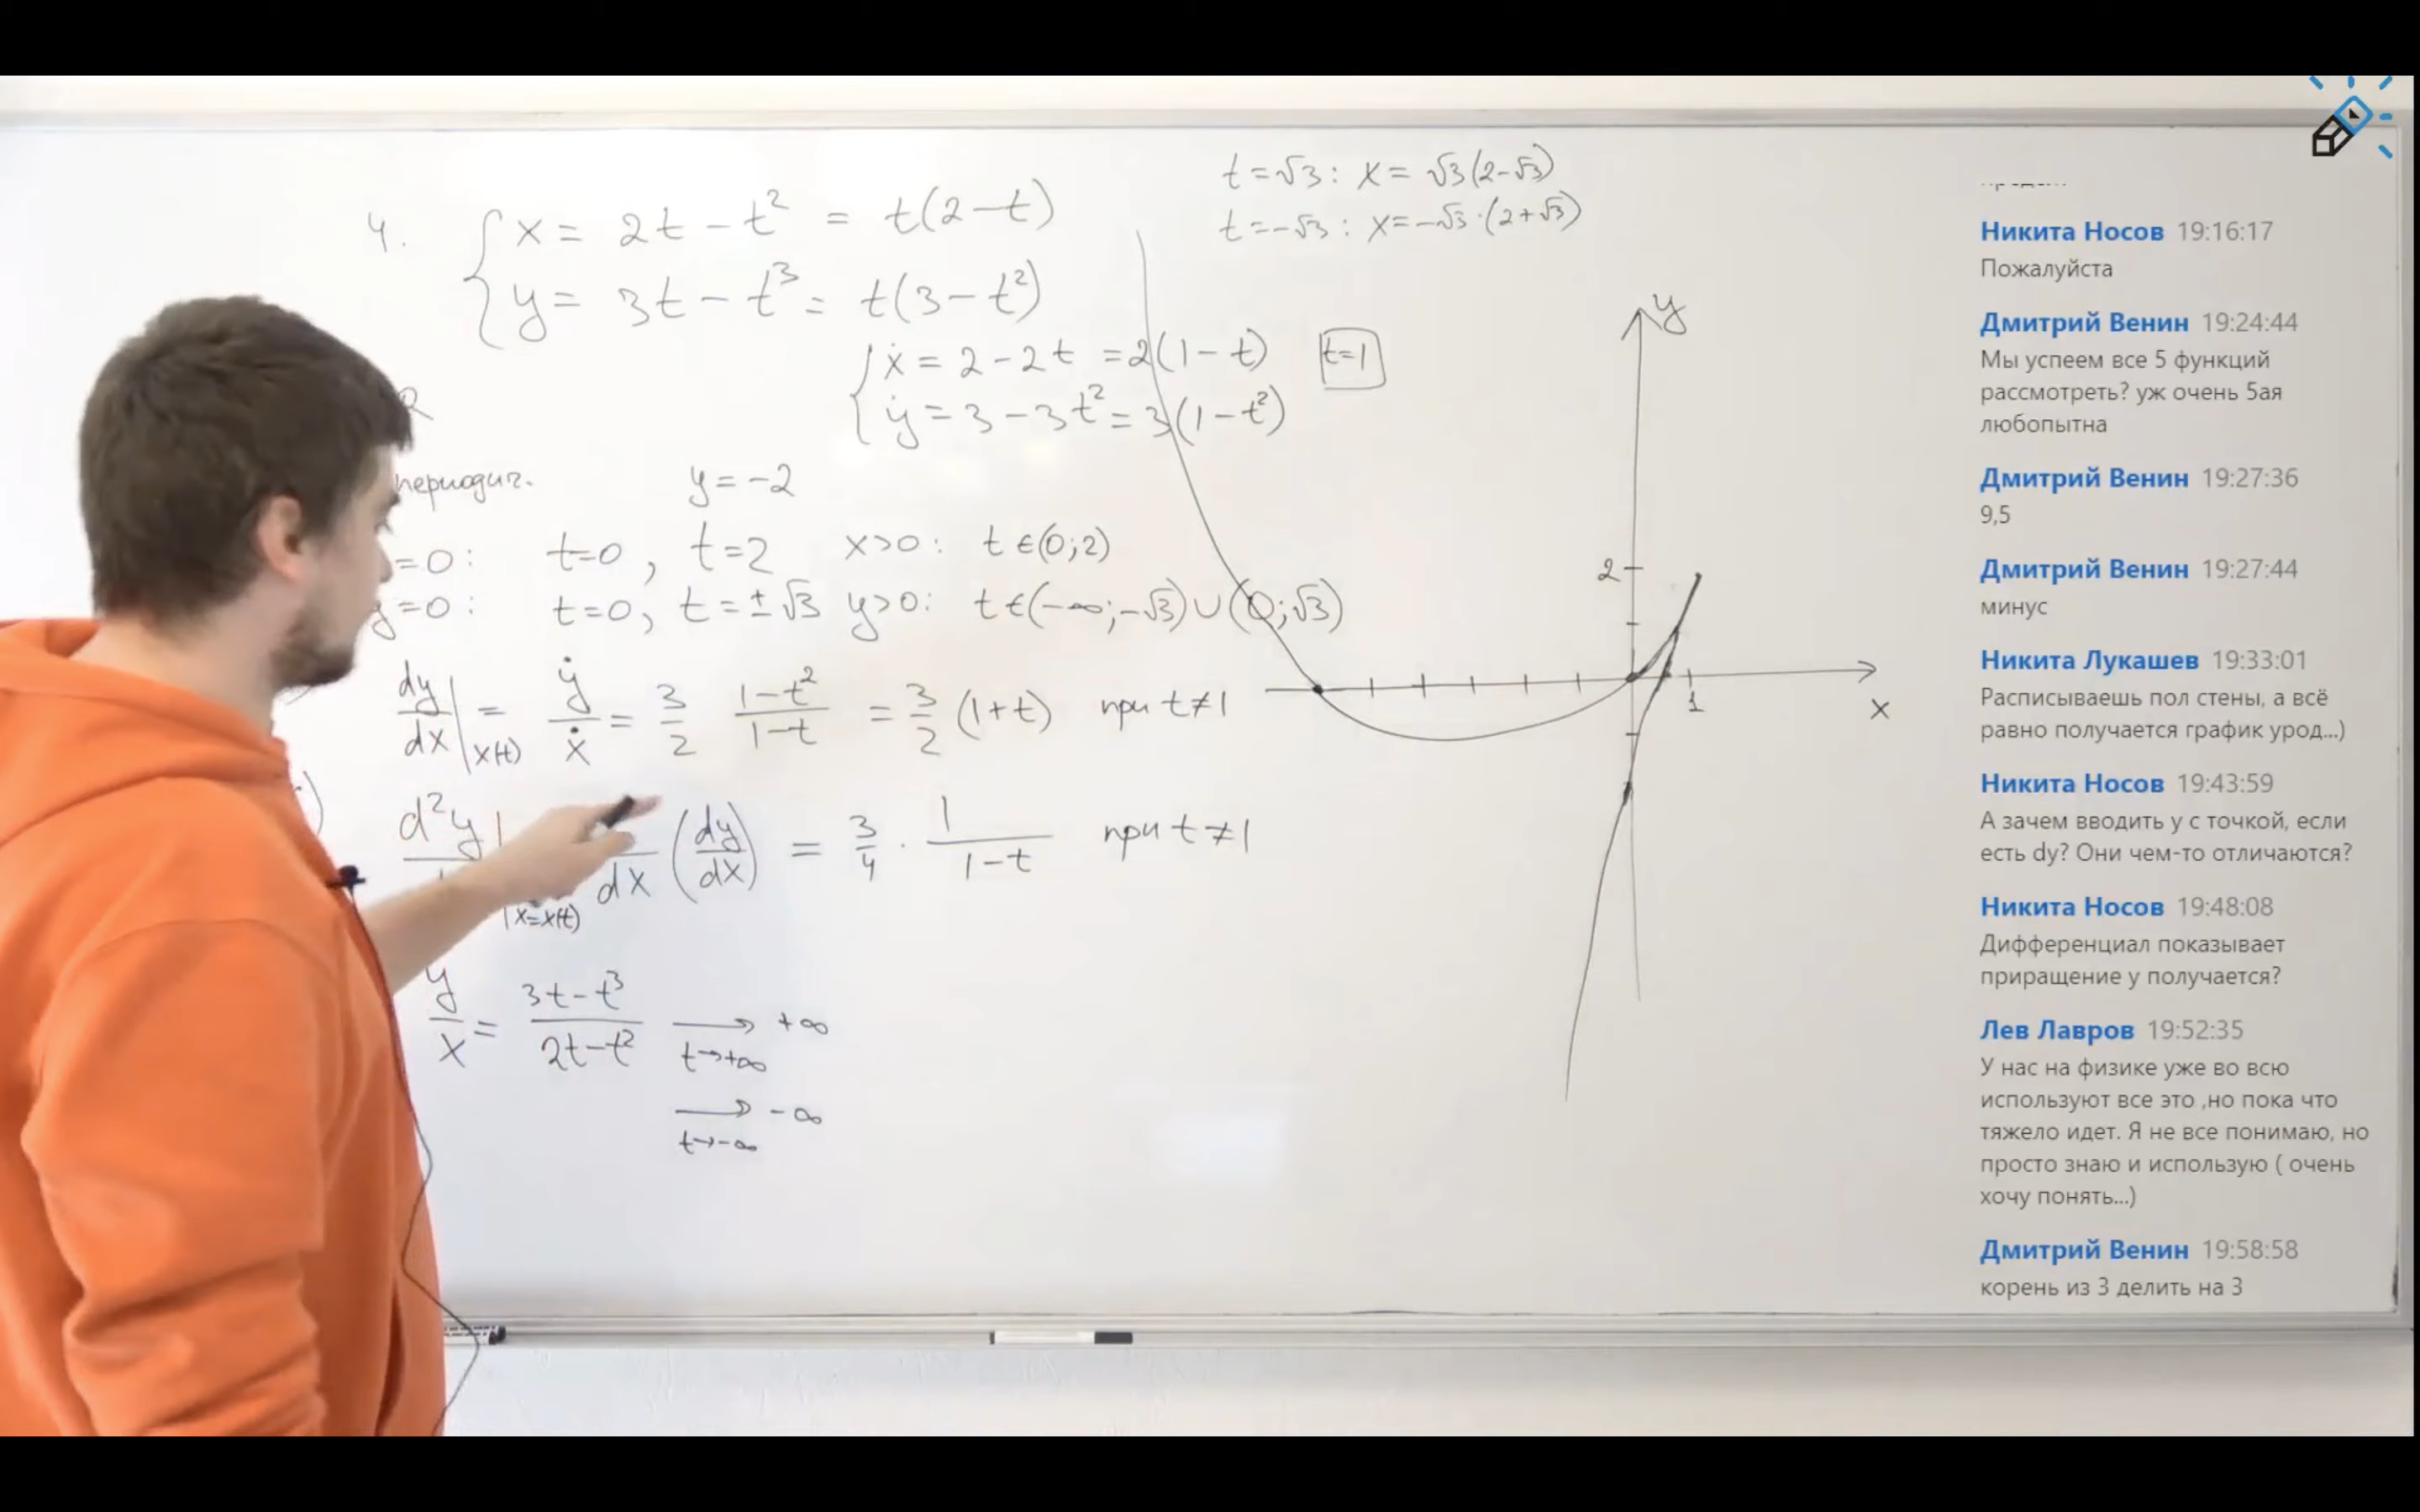 4. { x = 2t - t² = t(2-t)
y = 3t - t³ = t(3-t²)
t=√3: x= √3(2-√3)
t=-√3: x=-√3·(2+√3)
{ ẋ = 2-2t = 2(1-t) t=1
ẏ = 3-3t² = 3(1-t²)
R
периодич. y=-2
=0: t=0, t=2 x>0: t∈(0;2)
y=0: t=0, t=±√3 y>0: t∈(-∞;-√3)∪(0;√3)
dy/dx |x(t) = ẏ/ẋ = 3/2 (1-t²)/(1-t) = 3/2 (1+t) при t≠1
d²y |x=x(t) dx (dy/dx) = 3/4 · 1/(1-t) при t≠1
y/x = (3t-t³)/(2t-t²) → t→+∞ +∞
→ t→-∞ -∞
y
2
1
x
Никита Носов 19:16:17
Пожалуйста
Дмитрий Венин 19:24:44
Мы успеем все 5 функций
рассмотреть? уж очень 5ая
любопытна
Дмитрий Венин 19:27:36
9,5
Дмитрий Венин 19:27:44
минус
Никита Лукашев 19:33:01
Расписываешь пол стены, а всё
равно получается график урод...)
Никита Носов 19:43:59
А зачем вводить у с точкой, если
есть dy? Они чем-то отличаются?
Никита Носов 19:48:08
Дифференциал показывает
приращение у получается?
Лев Лавров 19:52:35
У нас на физике уже во всю
используют все это ,но пока что
тяжело идет. Я не все понимаю, но
просто знаю и использую ( очень
хочу понять...)
Дмитрий Венин 19:58:58
корень из 3 делить на 3